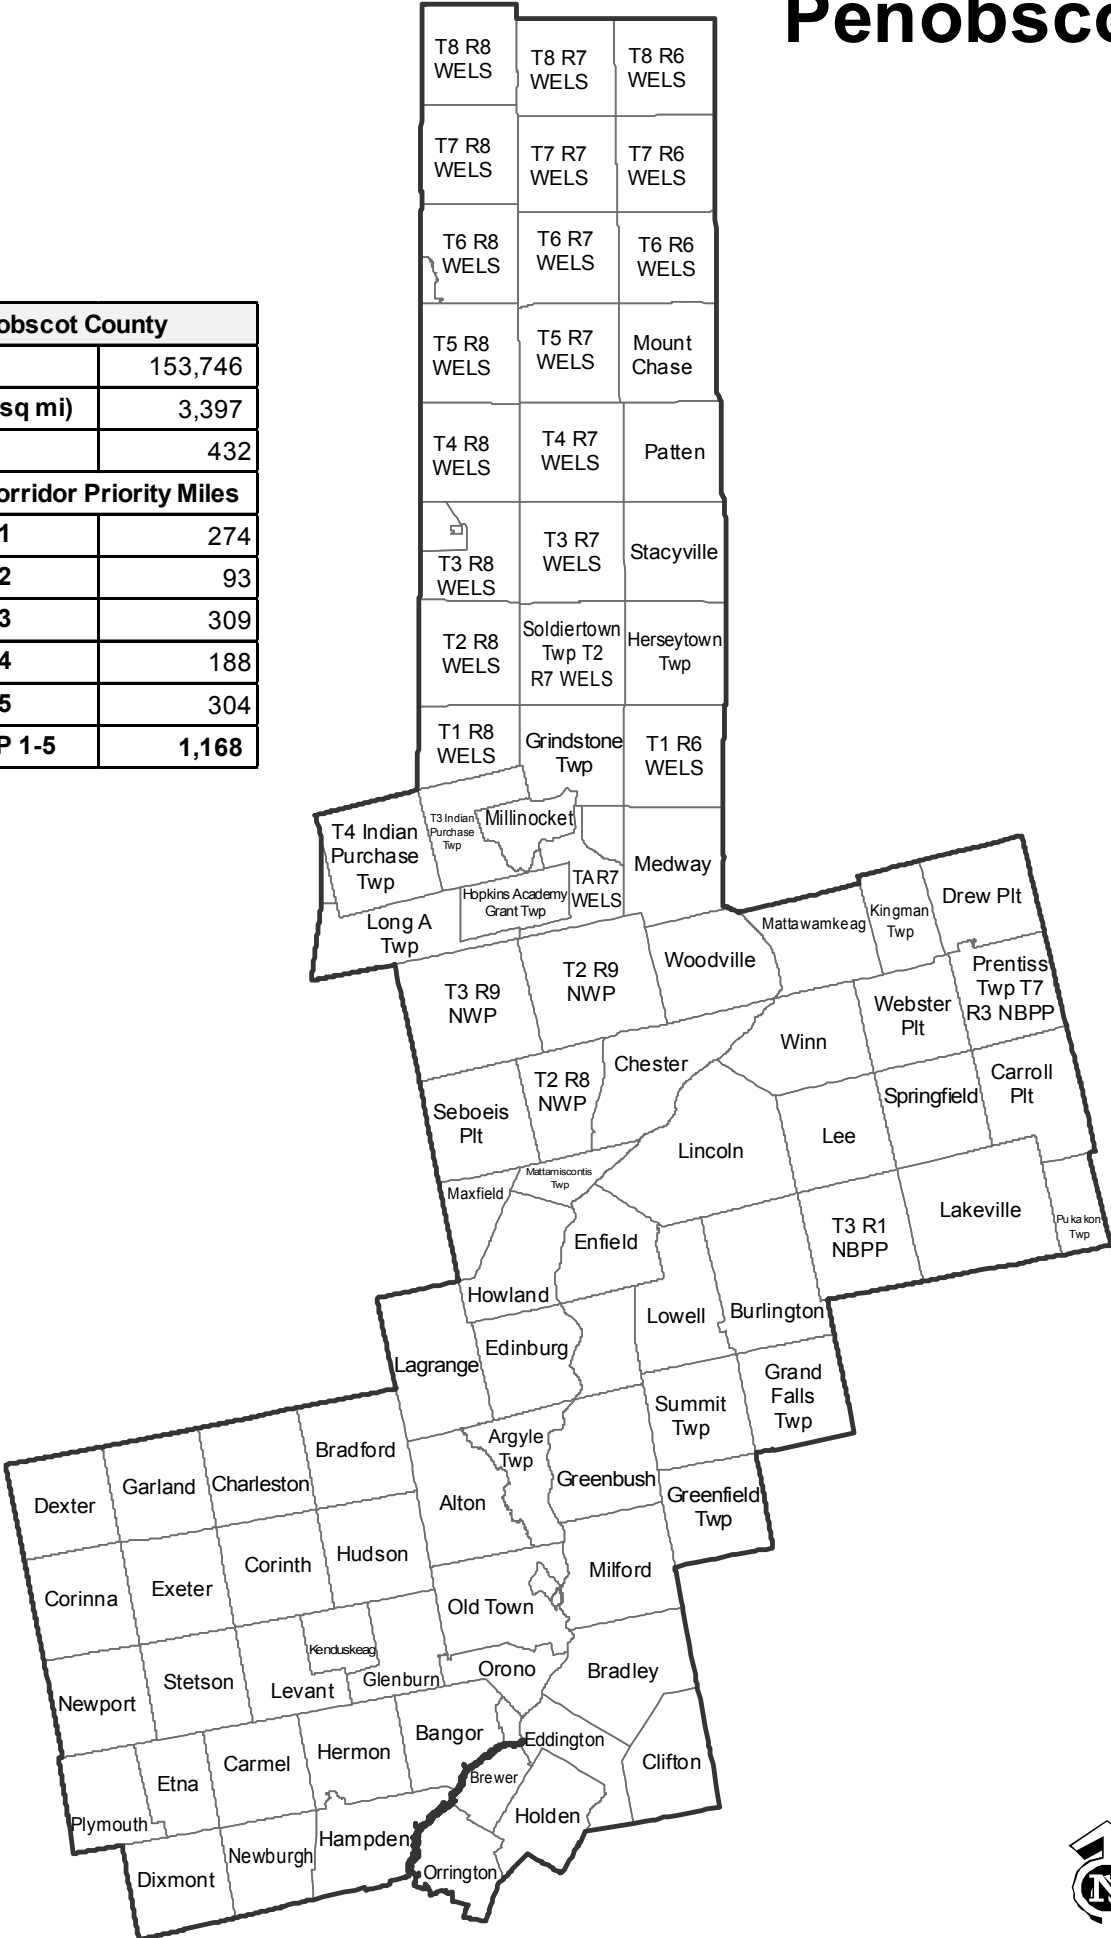 Penobsco
T8 R8
WELS
T8 R7
WELS
T8 R6
WELS
T7 R8
WELS
T7 R7
WELS
T7 R6
WELS
T6 R8
WELS
T6 R7
WELS
T6 R6
WELS
obscot County
153,746
sq mi)
3,397
432
orridor Priority Miles
1
274
2
93
3
309
4
188
5
304
P 1-5
1,168
T5 R8
WELS
T5 R7
WELS
Mount
Chase
T4 R8
WELS
T4 R7
WELS
Patten
T3 R8
WELS
T3 R7
WELS
Stacyville
T2 R8
WELS
Soldiertown
Twp T2
R7 WELS
Herseytown
Twp
T1 R8
WELS
Grindstone
Twp
T1 R6
WELS
T4 Indian
Purchase
Twp
T3 Indian
Purchase
Twp
Millinocket
Medway
Hopkins Academy
Grant Twp
TA R7
WELS
Long A
Twp
Mattawamkeag
Kingman
Twp
Drew Plt
T3 R9
NWP
T2 R9
NWP
Woodville
Webster
Plt
Prentiss
Twp T7
R3 NBPP
Winn
Chester
Seboeis
Plt
T2 R8
NWP
Springfield
Carroll
Plt
Lee
Lincoln
Mattamiscontis
Twp
Maxfield
Enfield
T3 R1
NBPP
Lakeville
Pukakon
Twp
Howland
Lowell
Burlington
Edinburg
Lagrange
Grand
Falls
Twp
Summit
Twp
Argyle
Twp
Bradford
Greenbush
Greenfield
Twp
Dexter
Garland
Charleston
Alton
Corinna
Exeter
Corinth
Hudson
Milford
Old Town
Kenduskeag
Glenburn
Orono
Bradley
Newport
Stetson
Levant
Bangor
Eddington
Clifton
Etna
Carmel
Hermon
Brewer
Holden
Plymouth
Dixmont
Newburgh
Hampden
Orrington
N